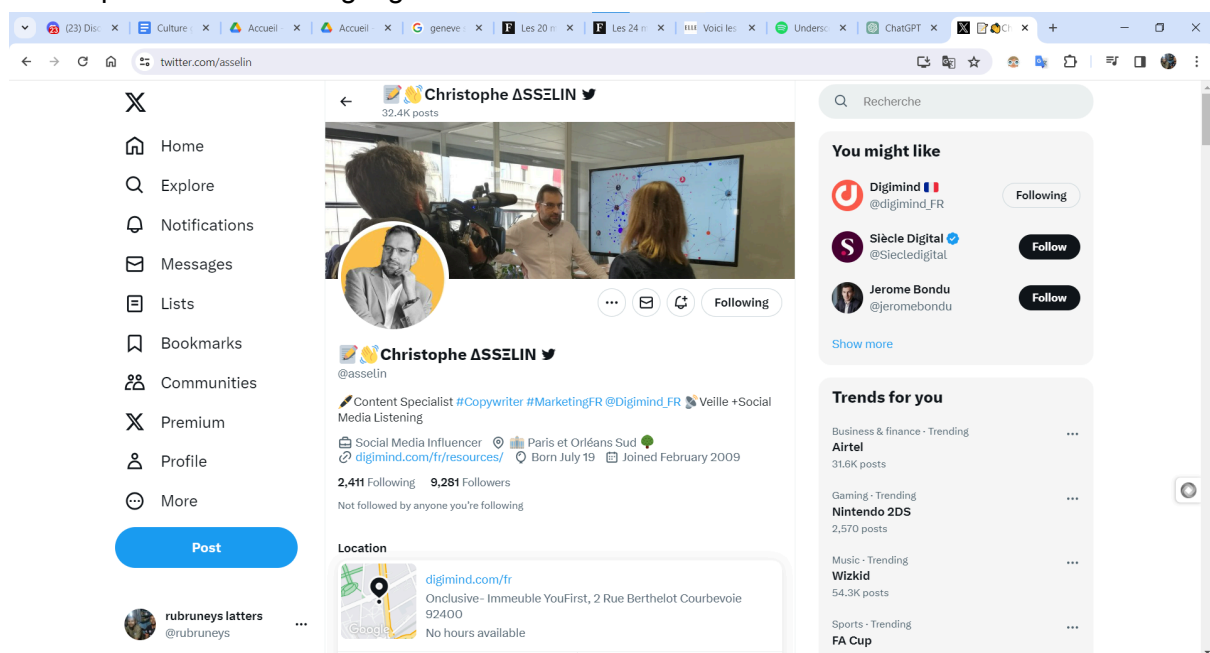 (23) Disc
Culture
Accueil
Accueil
geneve
Les 20 m
Les 24 m
Voici les
Underso
ChatGPT
Ch
twitter.com/asselin
Christophe ΔSSΞLIN
32.4K posts
Home
Explore
Notifications
Messages
Lists
Bookmarks
Communities
Premium
Profile
More
Post
rubruneys latters
@rubruneys
Following
Christophe ΔSSΞLIN
@asselin
Content Specialist #Copywriter #MarketingFR @Digimind_FR Veille +Social
Media Listening
Social Media Influencer Paris et Orléans Sud
digimind.com/fr/resources/ Born July 19 Joined February 2009
2,411 Following 9,281 Followers
Not followed by anyone you're following
Location
digimind.com/fr
Onclusive- Immeuble YouFirst, 2 Rue Berthelot Courbevoie
92400
No hours available
Google
Recherche
You might like
Digimind
@digimind_FR
Following
Siècle Digital
@Siecledigital
Follow
Jerome Bondu
@jeromebondu
Follow
Show more
Trends for you
Business & finance · Trending
Airtel
31.6K posts
Gaming · Trending
Nintendo 2DS
2,570 posts
Music · Trending
Wizkid
54.3K posts
Sports · Trending
FA Cup